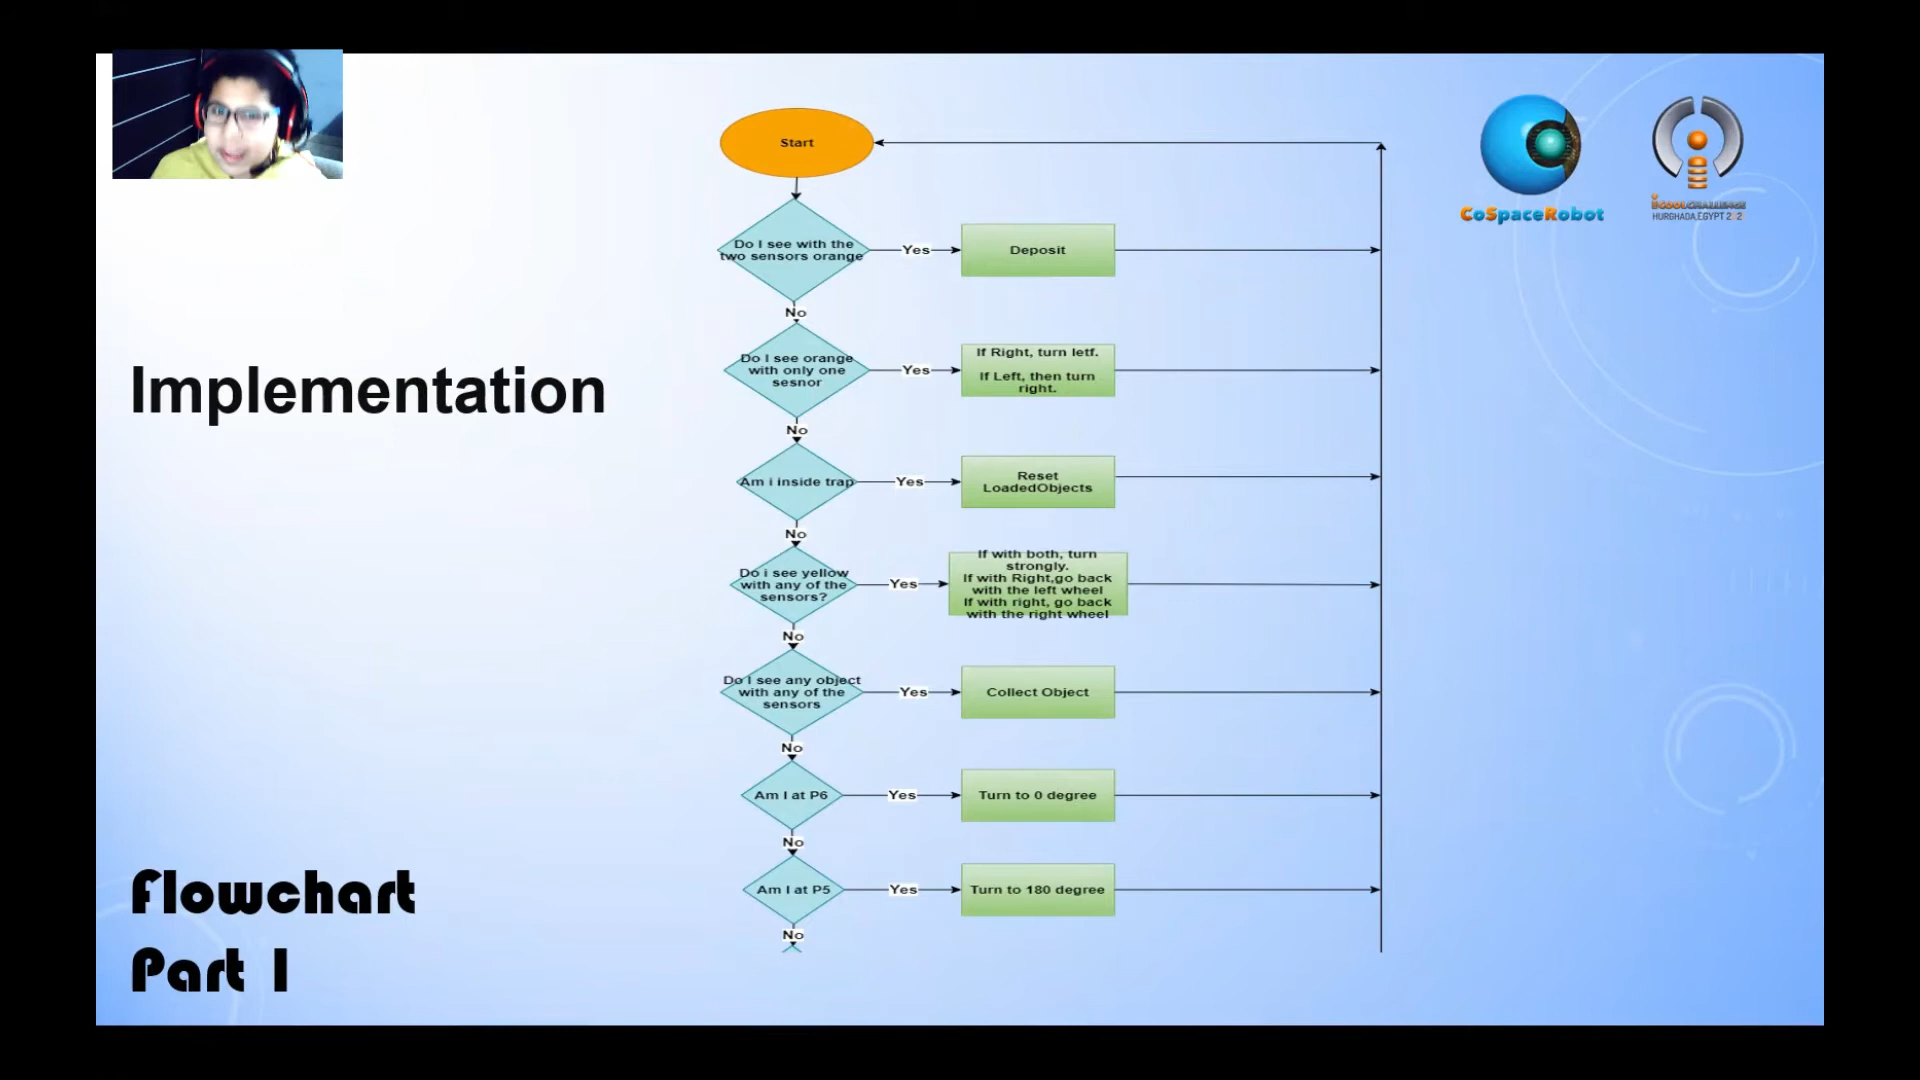 Start
Do I see with the
two sensors orange
Yes
Deposit
No
Do I see orange
with only one
sesnor
Yes
If Right, turn letf.
If Left, then turn
right.
No
Am i inside trap
Yes
Reset
LoadedObjects
No
Do i see yellow
with any of the
sensors?
Yes
If with both, turn
strongly.
If with Right,go back
with the left wheel
If with right, go back
with the right wheel
No
Do I see any object
with any of the
sensors
Yes
Collect Object
No
Am I at P6
Yes
Turn to 0 degree
No
Am I at P5
Yes
Turn to 180 degree
No
Implementation
Flowchart
Part 1
CoSpaceRobot
HURGHADA,EGYPT